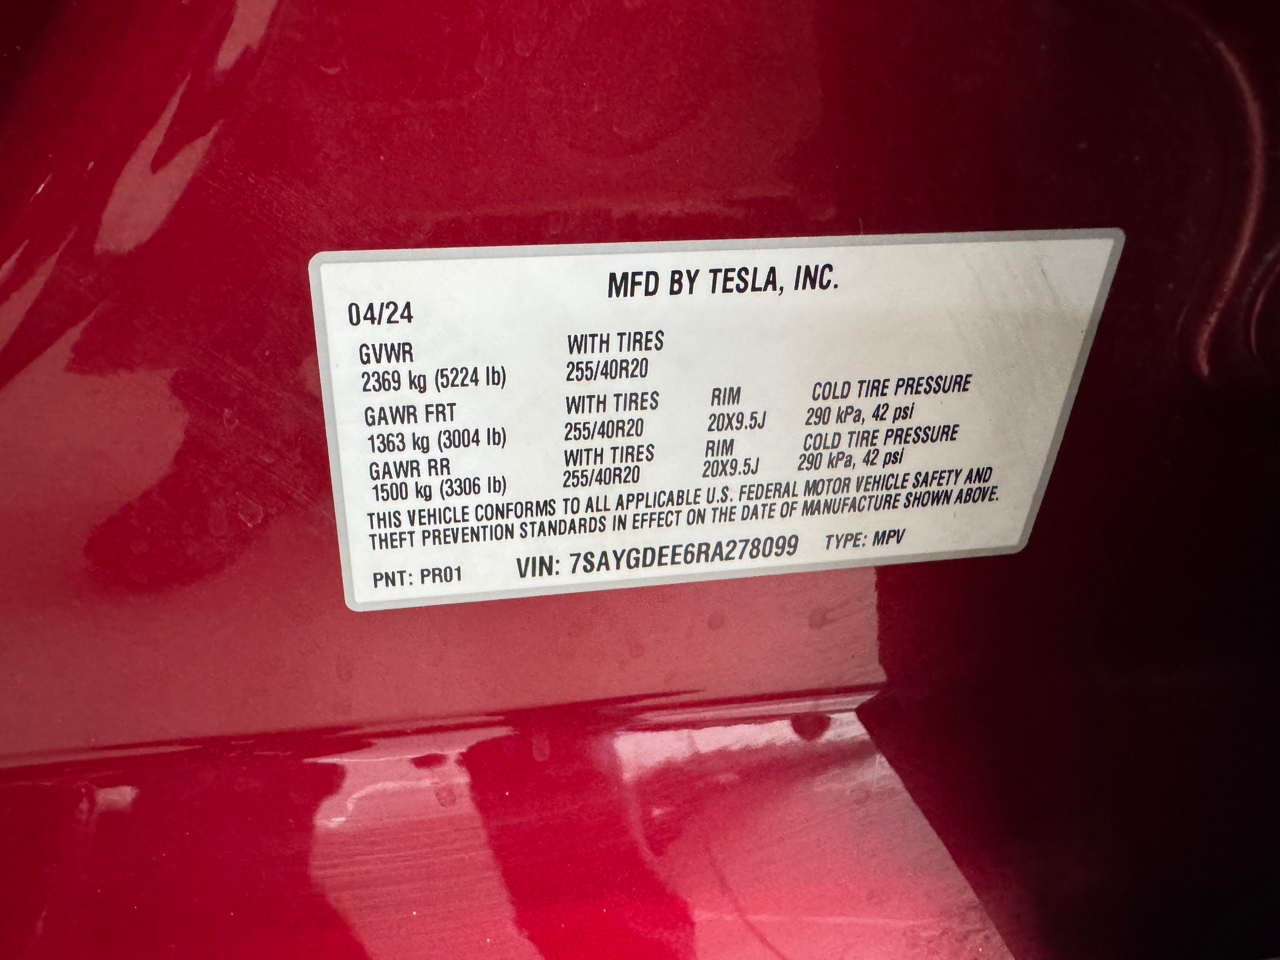 MFD BY TESLA, INC.
04/24
GVWR WITH TIRES
2369 kg (5224 lb) 255/40R20
GAWR FRT WITH TIRES RIM COLD TIRE PRESSURE
1363 kg (3004 lb) 255/40R20 20X9.5J 290 kPa, 42 psi
GAWR RR WITH TIRES RIM COLD TIRE PRESSURE
1500 kg (3306 lb) 255/40R20 20X9.5J 290 kPa, 42 psi
THIS VEHICLE CONFORMS TO ALL APPLICABLE U.S. FEDERAL MOTOR VEHICLE SAFETY AND
THEFT PREVENTION STANDARDS IN EFFECT ON THE DATE OF MANUFACTURE SHOWN ABOVE.
PNT: PR01 VIN: 7SAYGDEE6RA278099 TYPE: MPV